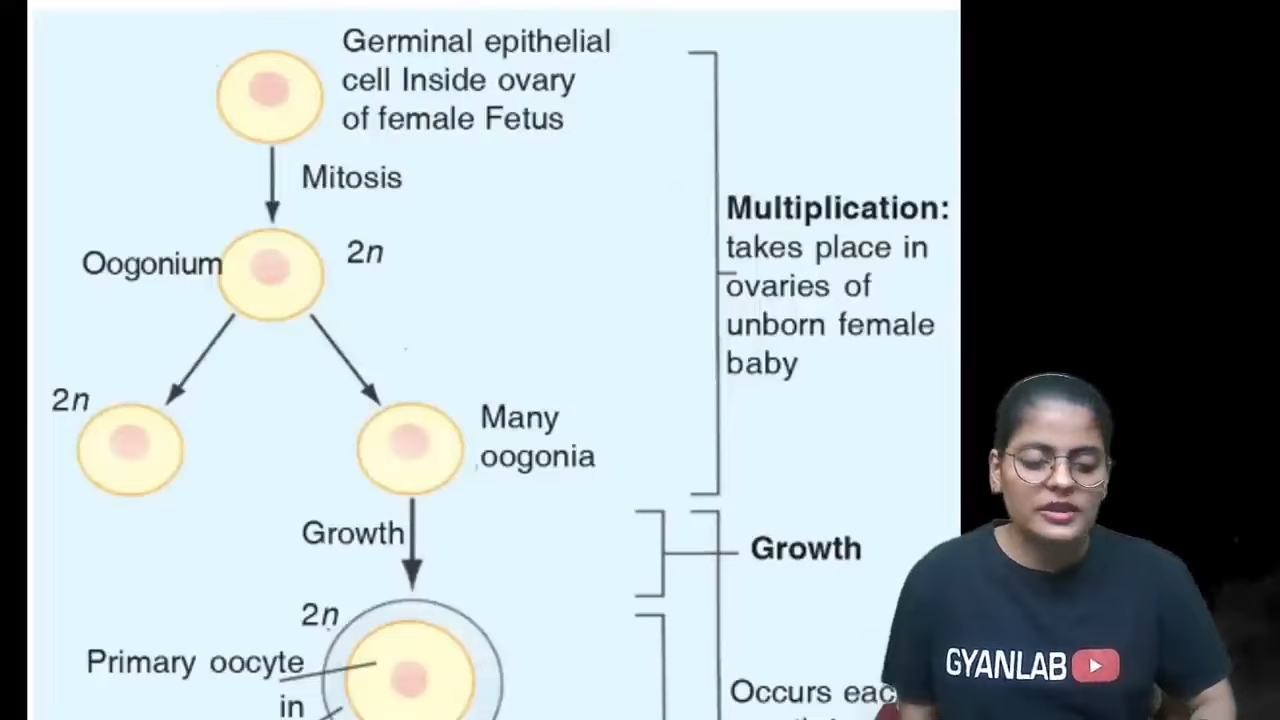 Germinal epithelial
cell Inside ovary
of female Fetus
Mitosis
Oogonium
2n
Multiplication:
takes place in
ovaries of
unborn female
baby
2n
Many
oogonia
Growth
Growth
2n
Primary oocyte
in
Occurs
GYANLAB